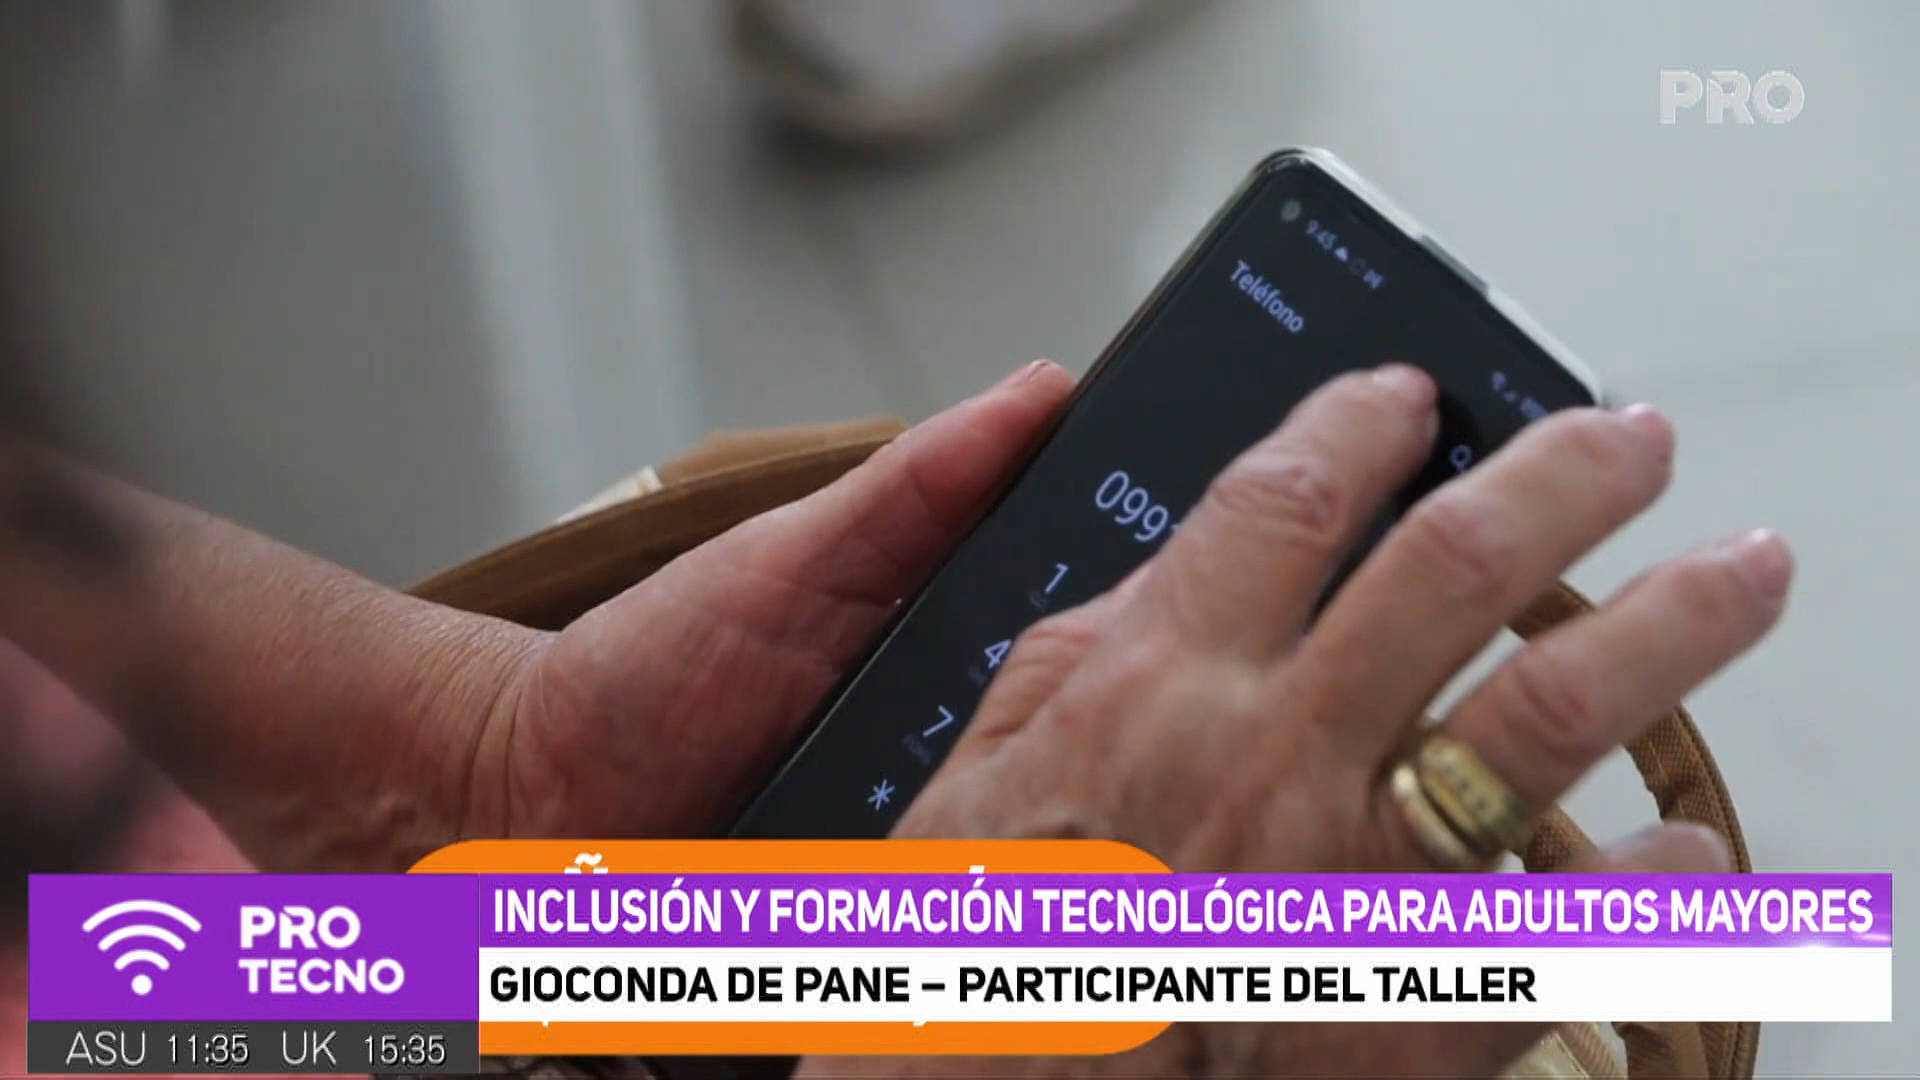 PRO
9:45
Teléfono
099
1
4
7
*
INCLUSIÓN Y FORMACIÓN TECNOLÓGICA PARA ADULTOS MAYORES
PRO
TECNO
GIOCONDA DE PANE – PARTICIPANTE DEL TALLER
ASU 11:35 UK 15:35